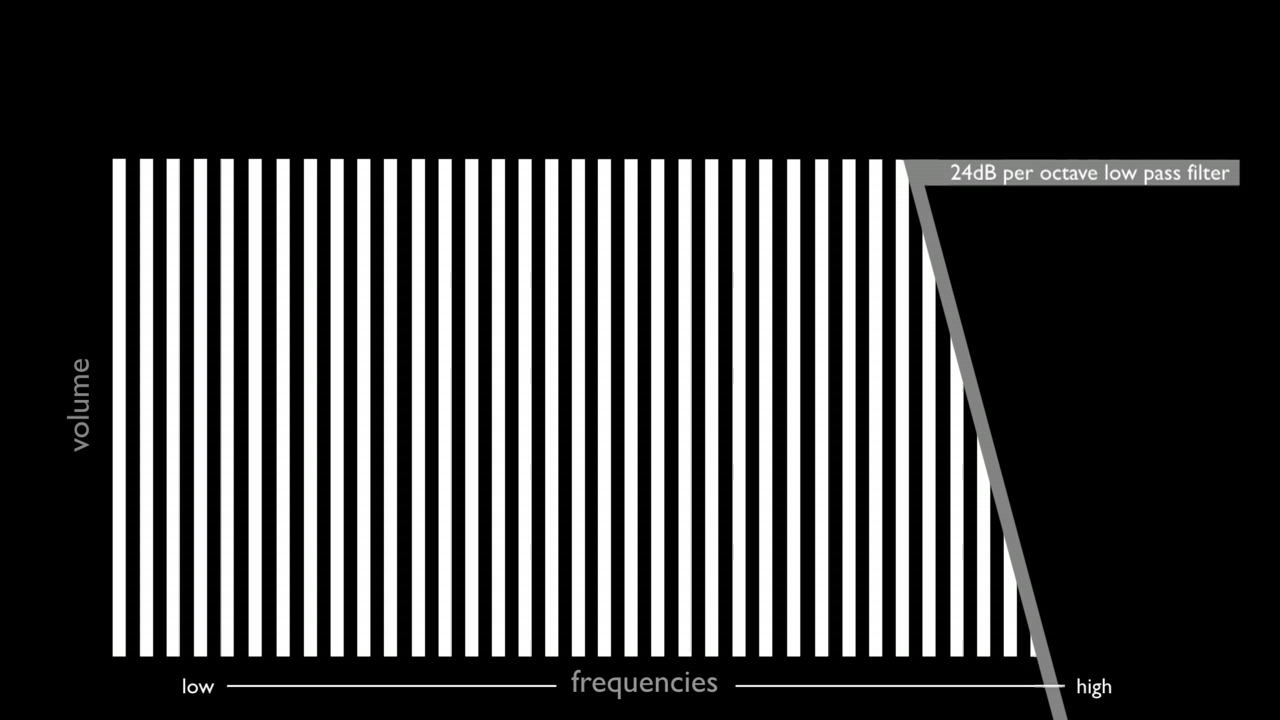 24dB per octave low pass filter
volume
low
frequencies
high